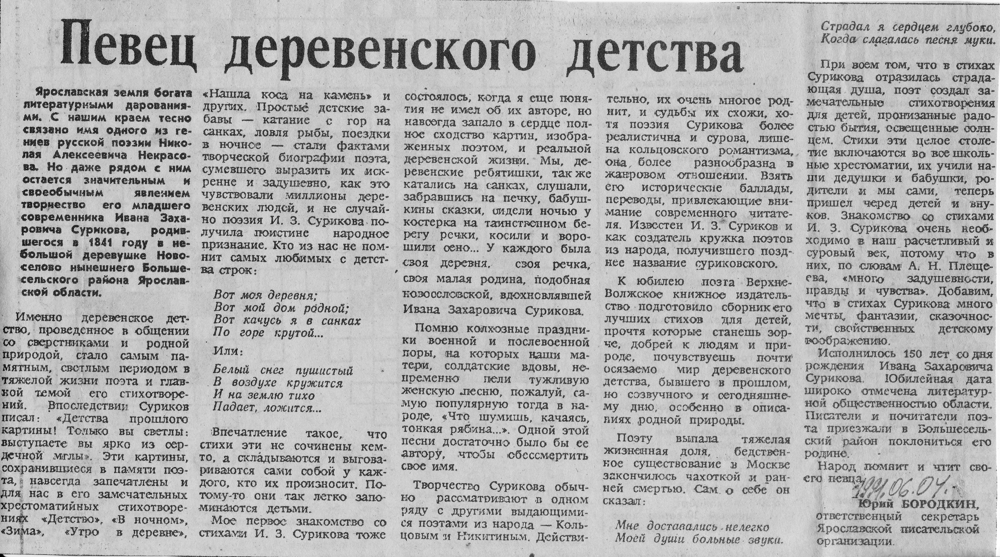 Певец деревенского детства
Ярославская земля богата
литературными дарования-
ми. С нашим краем тесно
связано имя одного из ге-
ниев русской поэзии Нико-
лая Алексеевича Некрасо-
ва. Но даже рядом с ним
остается значительным и
своеобычным явлением
творчество его младшего
современника Ивана Заха-
ровича Сурикова, родив-
шегося в 1841 году в не-
большой деревушке Ново-
селово нынешнего Больше-
сельского района Ярослав-
ской области.
Именно деревенское дет-
ство, проведенное в общении
со сверстниками и родной
природой, стало самым па-
мятным, светлым периодом в
тяжелой жизни поэта и глав-
ной темой его стихотворе-
ний. Впоследствии Суриков
писал: «Детства прошлого
картины! Только вы светлы:
выступаете вы ярко из сер-
дечной мглы». Эти картины,
сохранившиеся в памяти поэ-
та, навсегда запечатлены и
для нас в его замечательных
хрестоматийных стихотворе-
ниях «Детство», «В ночном»,
«Зима», «Утро в деревне»,
«Нашла коса на камень» и
других. Простые детские за-
бавы — катание с гор на
санках, ловля рыбы, поездки
в ночное — стали фактами
творческой биографии поэта,
сумевшего выразить их иск-
ренне и задушевно, как это
чувствовали миллионы дере-
венских людей, и не случай-
но поэзия И. З. Сурикова по-
лучила поистине народное
признание. Кто из нас не пом-
нит самых любимых с детст-
ва строк:
Вот моя деревня;
Вот мой дом родной;
Вот качусь я в санках
По горе крутой...
Или:
Белый снег пушистый
В воздухе кружится
И на землю тихо
Падает, ложится...
Впечатление такое, что
стихи эти не сочинены кем-
то, а складываются и выгова-
риваются сами собой у каж-
дого, кто их произносит. По-
тому-то они так легко запо-
минаются детьми.
Мое первое знакомство со
стихами И. З. Сурикова тоже
состоялось, когда я еще поня-
тия не имел об их авторе, но
навсегда запало в сердце пол-
ное сходство картин, изобра-
женных поэтом, и реальной
деревенской жизни. Мы, де-
ревенские ребятишки, так же
катались на санках, слушали,
забравшись на печку, бабуш-
кины сказки, сидели ночью у
костерка на таинственном бе-
регу речки, косили и воро-
шили сено... У каждого была
своя деревня, своя речка,
своя малая родина, подобная
новоселовской, вдохновлявшей
Ивана Захаровича Сурикова.
Помню колхозные праздни-
ки военной и послевоенной
поры, на которых наши ма-
тери, солдатские вдовы, не-
пременно пели тужливую
женскую песню, пожалуй, са-
мую популярную тогда в на-
роде, «Что шумишь, качаясь,
тонкая рябина...». Одной этой
песни достаточно было бы ее
автору, чтобы обессмертить
свое имя.
Творчество Сурикова обыч-
но рассматривают в одном
ряду с другими выдающими-
ся поэтами из народа — Коль-
цовым и Никитиным. Действи-
тельно, их очень многое род-
нит, и судьбы их схожи, хо-
тя поэзия Сурикова более
реалистична и сурова, лише-
на кольцовского романтизма,
она более разнообразна в
жанровом отношении. Взять
его исторические баллады,
переводы, привлекающие вни-
мание современного читате-
ля. Известен И. З. Суриков и
как создатель кружка поэтов
из народа, получившего позд-
нее название суриковского.
К юбилею поэта Верхне-
Волжское книжное издатель-
ство подготовило сборник его
лучших стихов для детей,
прочтя которые станешь зор-
че, добрей к людям и при-
роде, почувствуешь почти
осязаемо мир деревенского
детства, бывшего в прошлом,
но созвучного и сегодняшне-
му дню, особенно в описа-
ниях родной природы.
Поэту выпала тяжелая
жизненная доля, бедствен-
ное существование в Москве
закончилось чахоткой и ран-
ней смертью. Сам о себе он
сказал:
Мне доставались нелегко
Моей души больные звуки.
Страдал я сердцем глубоко,
Когда слагалась песня муки.
При воем том, что в стихах
Сурикова отразилась страда-
ющая душа, поэт создал за-
мечательные стихотворения
для детей, пронизанные радо-
стью бытия, освещенные солн-
цем. Стихи эти целое столе-
тие включаются во все школь-
ные хрестоматии, их учили на-
ши дедушки и бабушки, ро-
дители и мы сами, теперь
пришел черед детей и вну-
ков. Знакомство со стихами
И. З. Сурикова очень необ-
ходимо в наш расчетливый и
суровый век, потому что в
них, по словам А. Н. Плеще-
ева, «много задушевности,
правды и чувства». Добавим,
что в стихах Сурикова много
мечты, фантазии, сказочнос-
ти, свойственных детскому
воображению.
Исполнилось 150 лет со дня
рождения Ивана Захаровича
Сурикова. Юбилейная дата
широко отмечена литератур-
ной общественностью области.
Писатели и почитатели поэ-
та приезжали в Большесель-
ский район поклониться его
родине.
Народ помнит и чтит сво-
его певца.
1991.06.04.
Юрий БОРОДКИН,
ответственный секретарь
Ярославской писательской
организации.